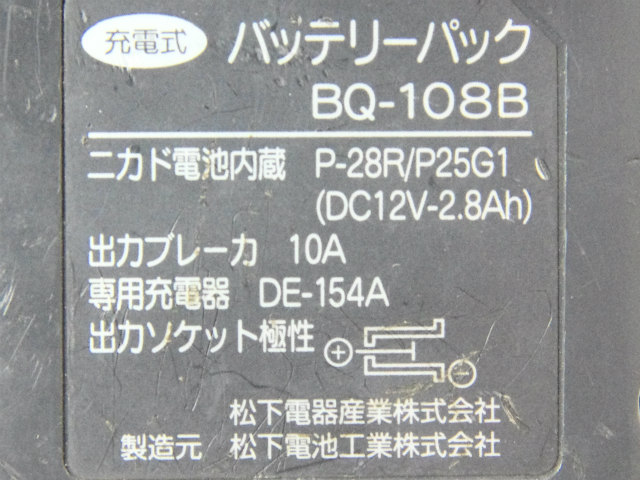 充電式 バッテリーパック
BQ-108B
ニカド電池内蔵 P-28R/P25G1
(DC12V-2.8Ah)
出力ブレーカ 10A
専用充電器 DE-154A
出力ソケット極性
松下電器産業株式会社
製造元 松下電池工業株式会社